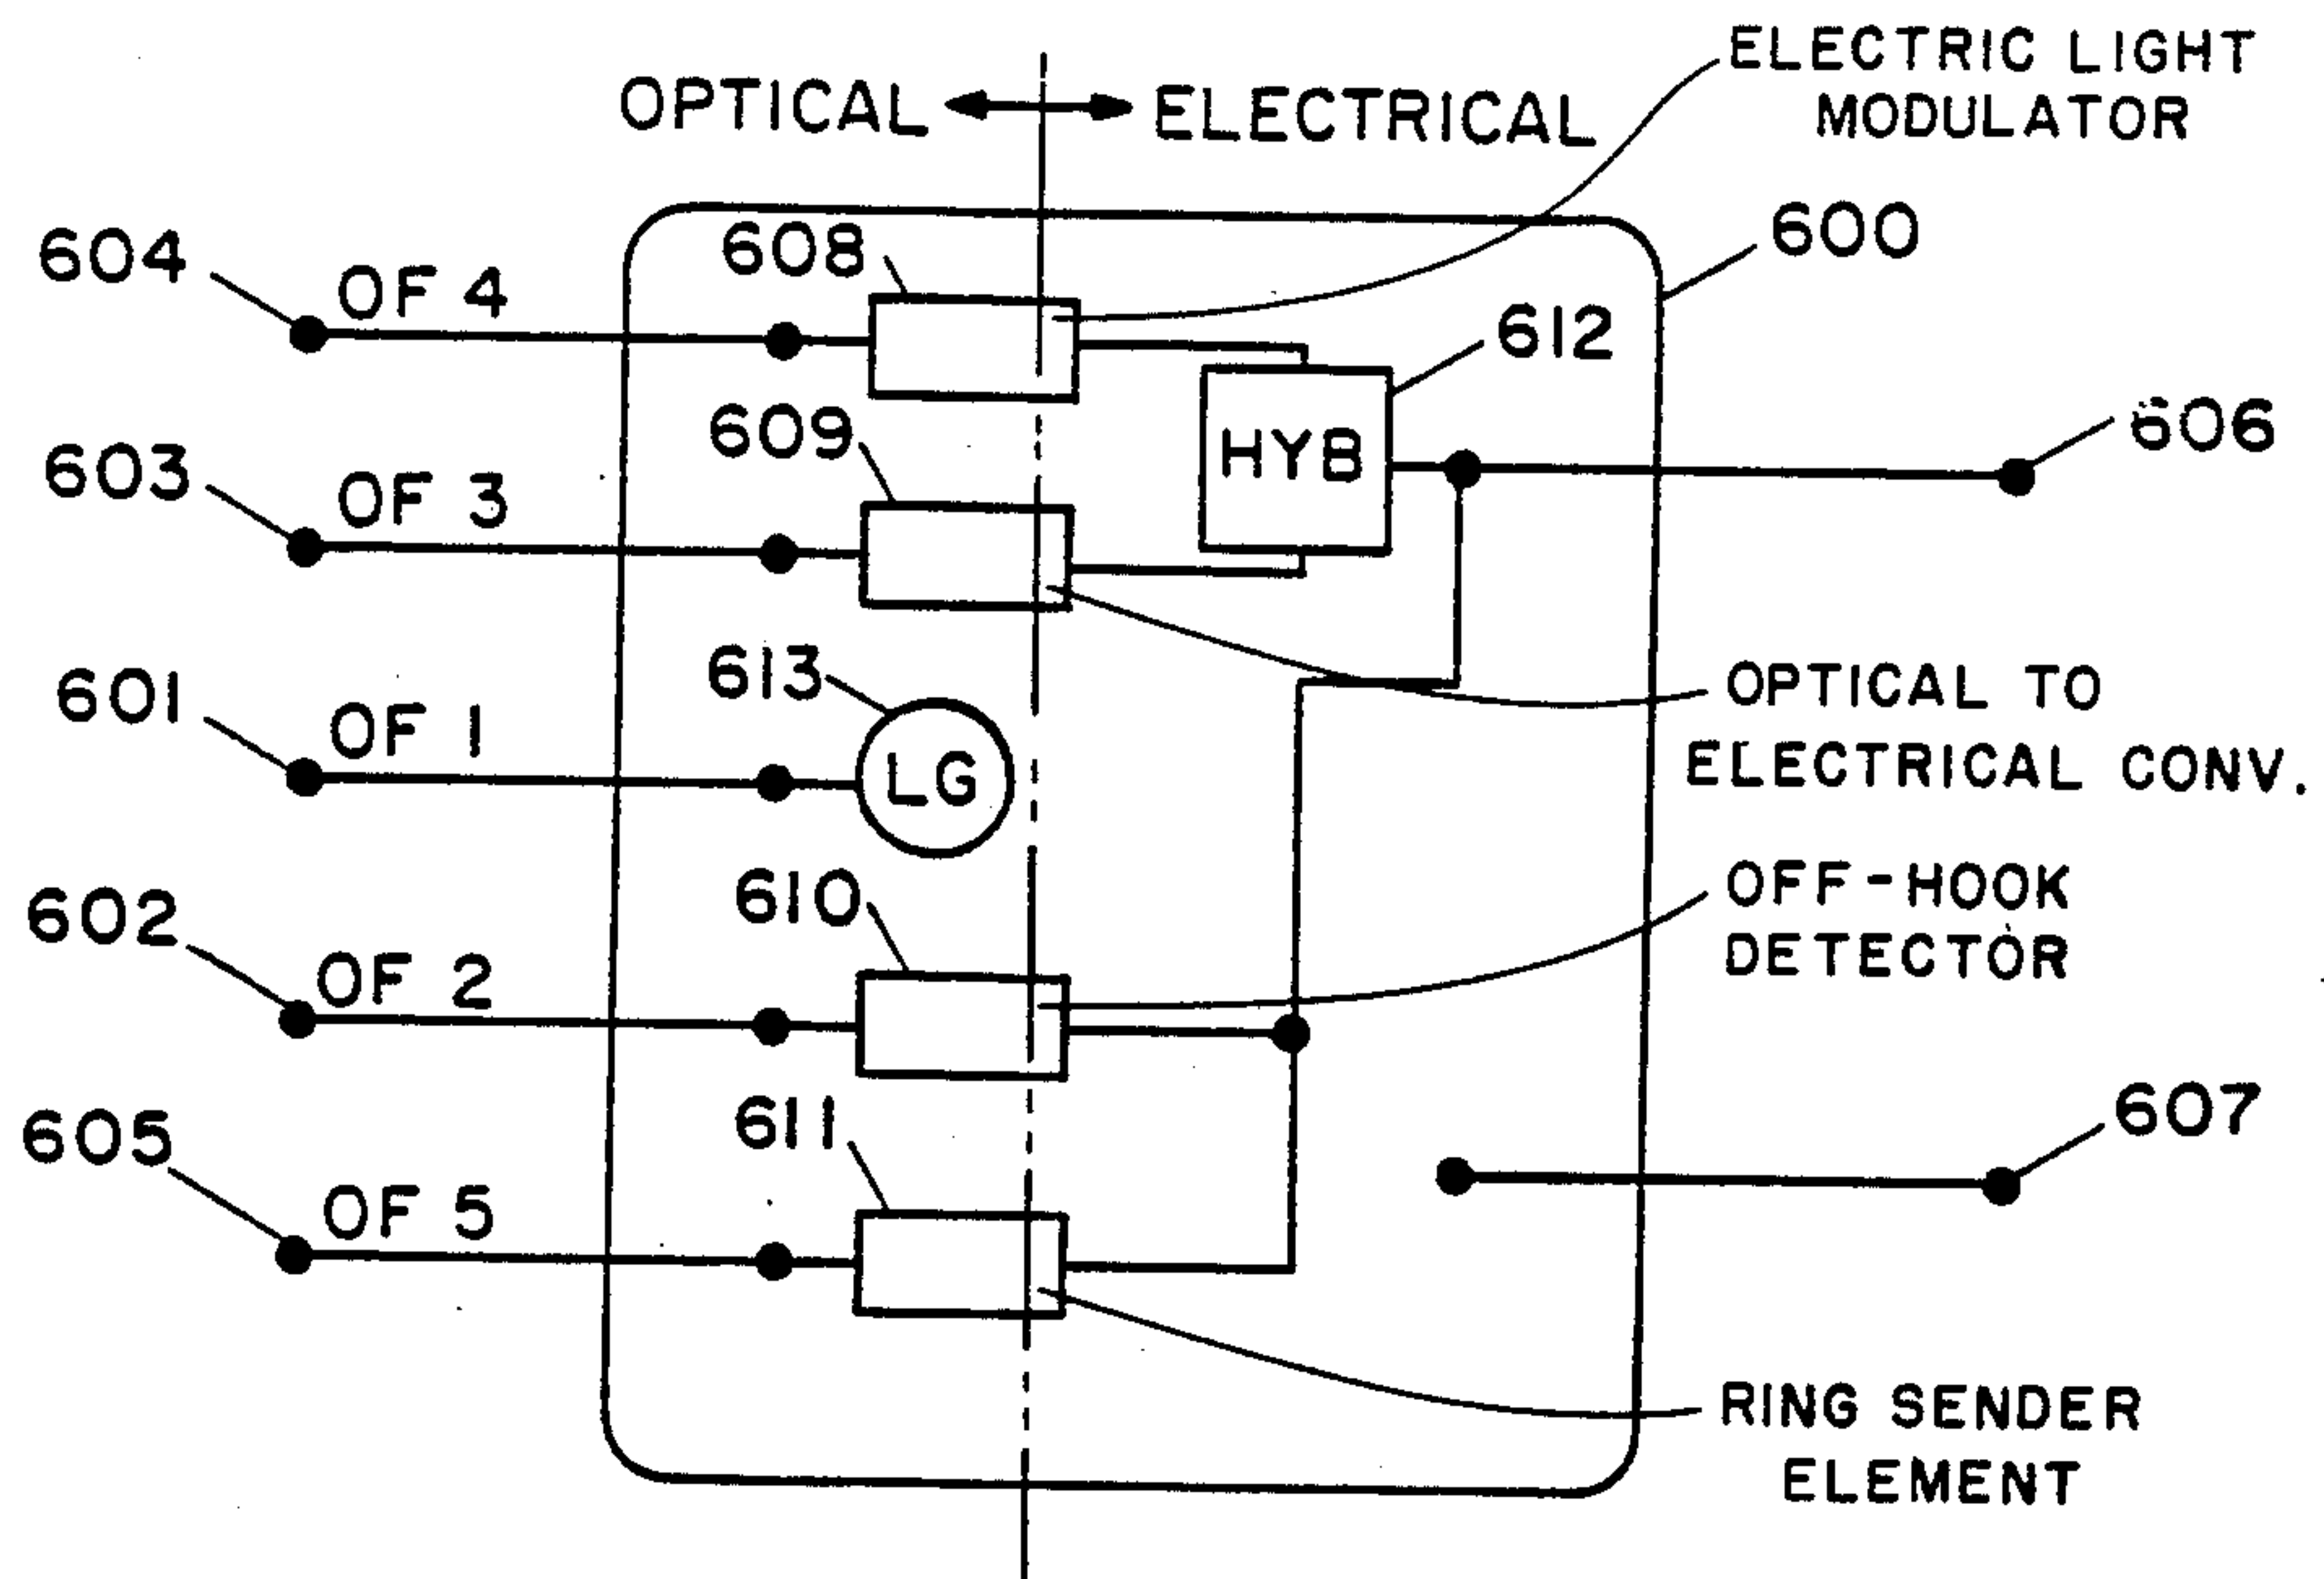 ELECTRIC LIGHT
MODULATOR
OPTICAL
ELECTRICAL
600
604
OF 4
608
612
606
603
OF 3
609
HYB
601
OF 1
613
LG
OPTICAL TO
ELECTRICAL CONV.
602
OF 2
610
OFF-HOOK
DETECTOR
605
OF 5
611
607
RING SENDER
ELEMENT